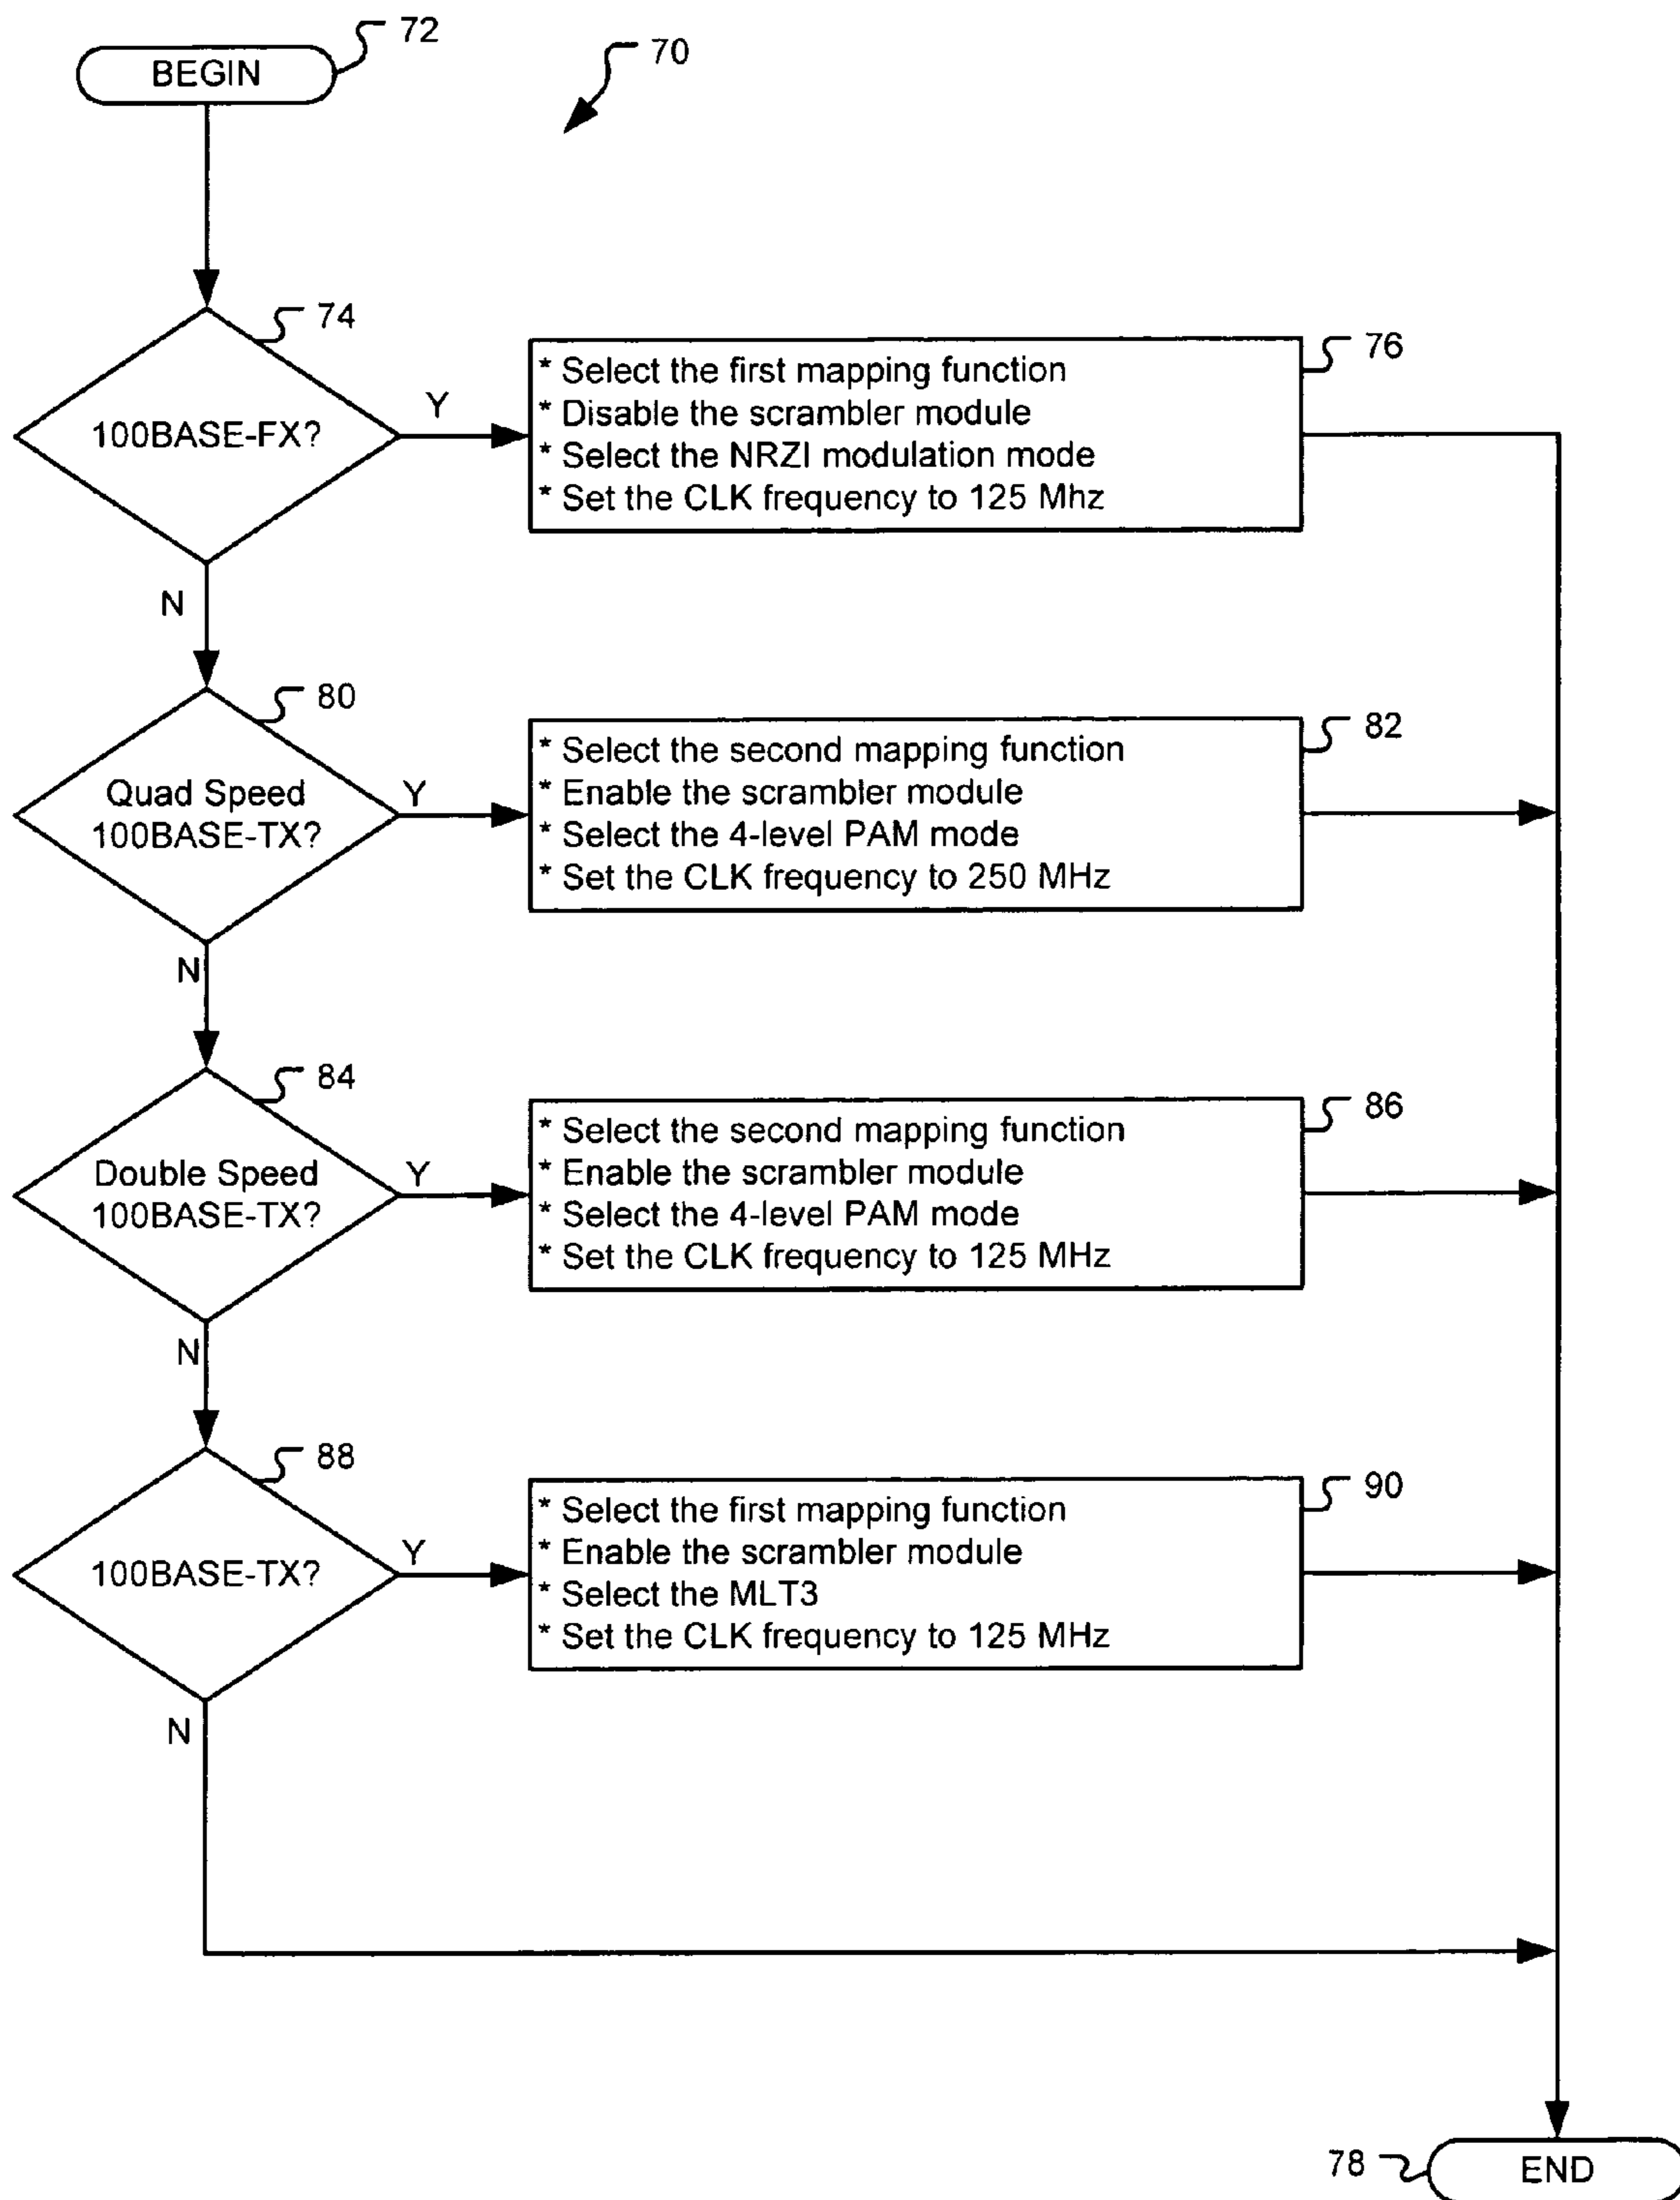 BEGIN
72
70
74
100BASE-FX?
Y
N
76
* Select the first mapping function
* Disable the scrambler module
* Select the NRZI modulation mode
* Set the CLK frequency to 125 Mhz
80
Quad Speed
100BASE-TX?
Y
N
82
* Select the second mapping function
* Enable the scrambler module
* Select the 4-level PAM mode
* Set the CLK frequency to 250 MHz
84
Double Speed
100BASE-TX?
Y
N
86
* Select the second mapping function
* Enable the scrambler module
* Select the 4-level PAM mode
* Set the CLK frequency to 125 MHz
88
100BASE-TX?
Y
N
90
* Select the first mapping function
* Enable the scrambler module
* Select the MLT3
* Set the CLK frequency to 125 MHz
78
END